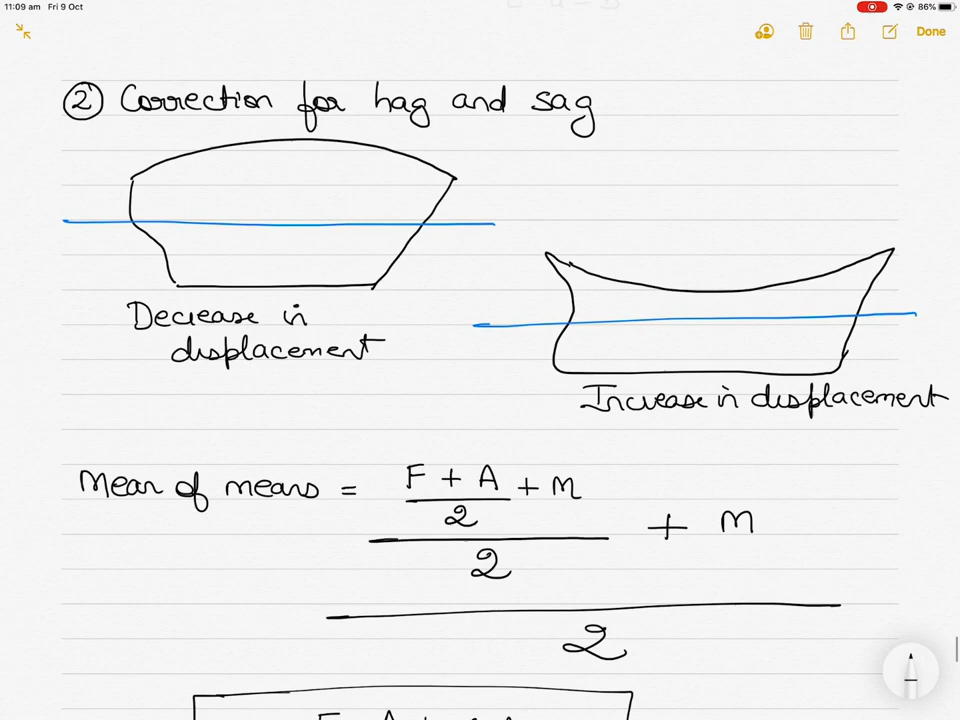 11:09 am Fri 9 Oct
86%
Done
② Correction for hag and sag
Decrease in
displacement
Increase in displacement
Mean of means = F + A + M + M
2
2
2